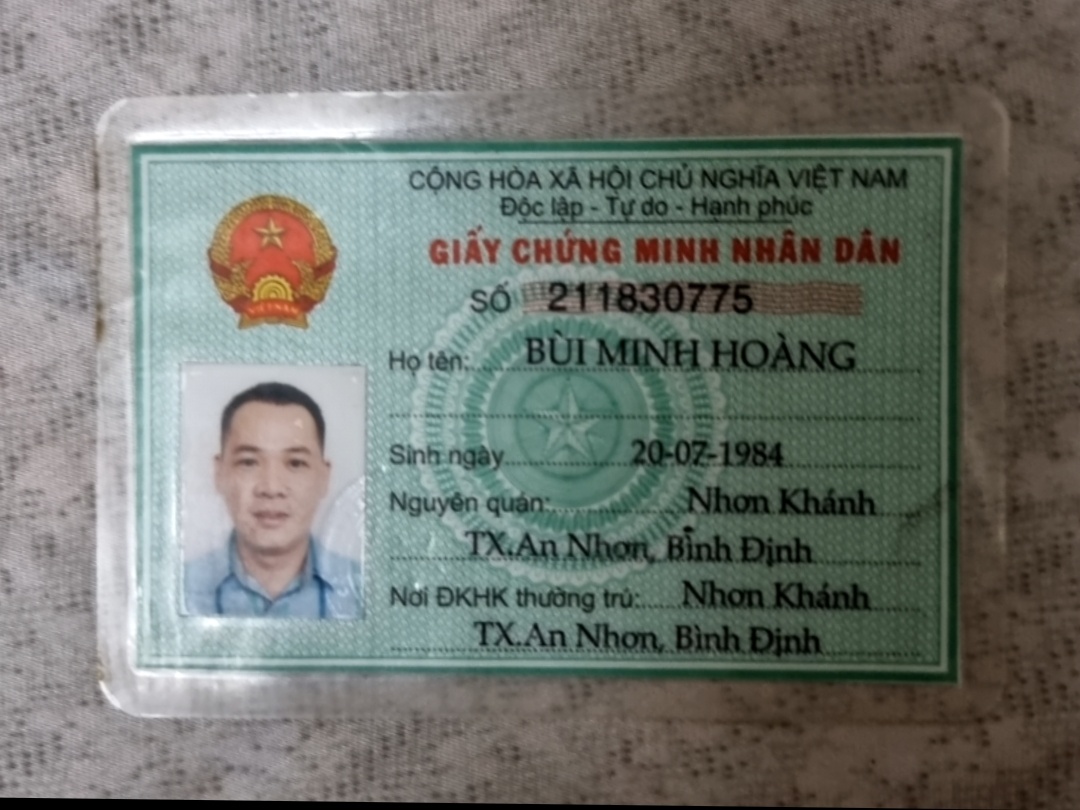 CỘNG HÒA XÃ HỘI CHỦ NGHĨA VIỆT NAM
Độc lập - Tự do - Hạnh phúc
GIẤY CHỨNG MINH NHÂN DÂN
SỐ 211830775
Họ tên: BÙI MINH HOÀNG
Sinh ngày 20-07-1984
Nguyên quán: Nhơn Khánh
TX.An Nhơn, Bình Định
Nơi ĐKHK thường trú: Nhơn Khánh
TX.An Nhơn, Bình Định
VIETNAM